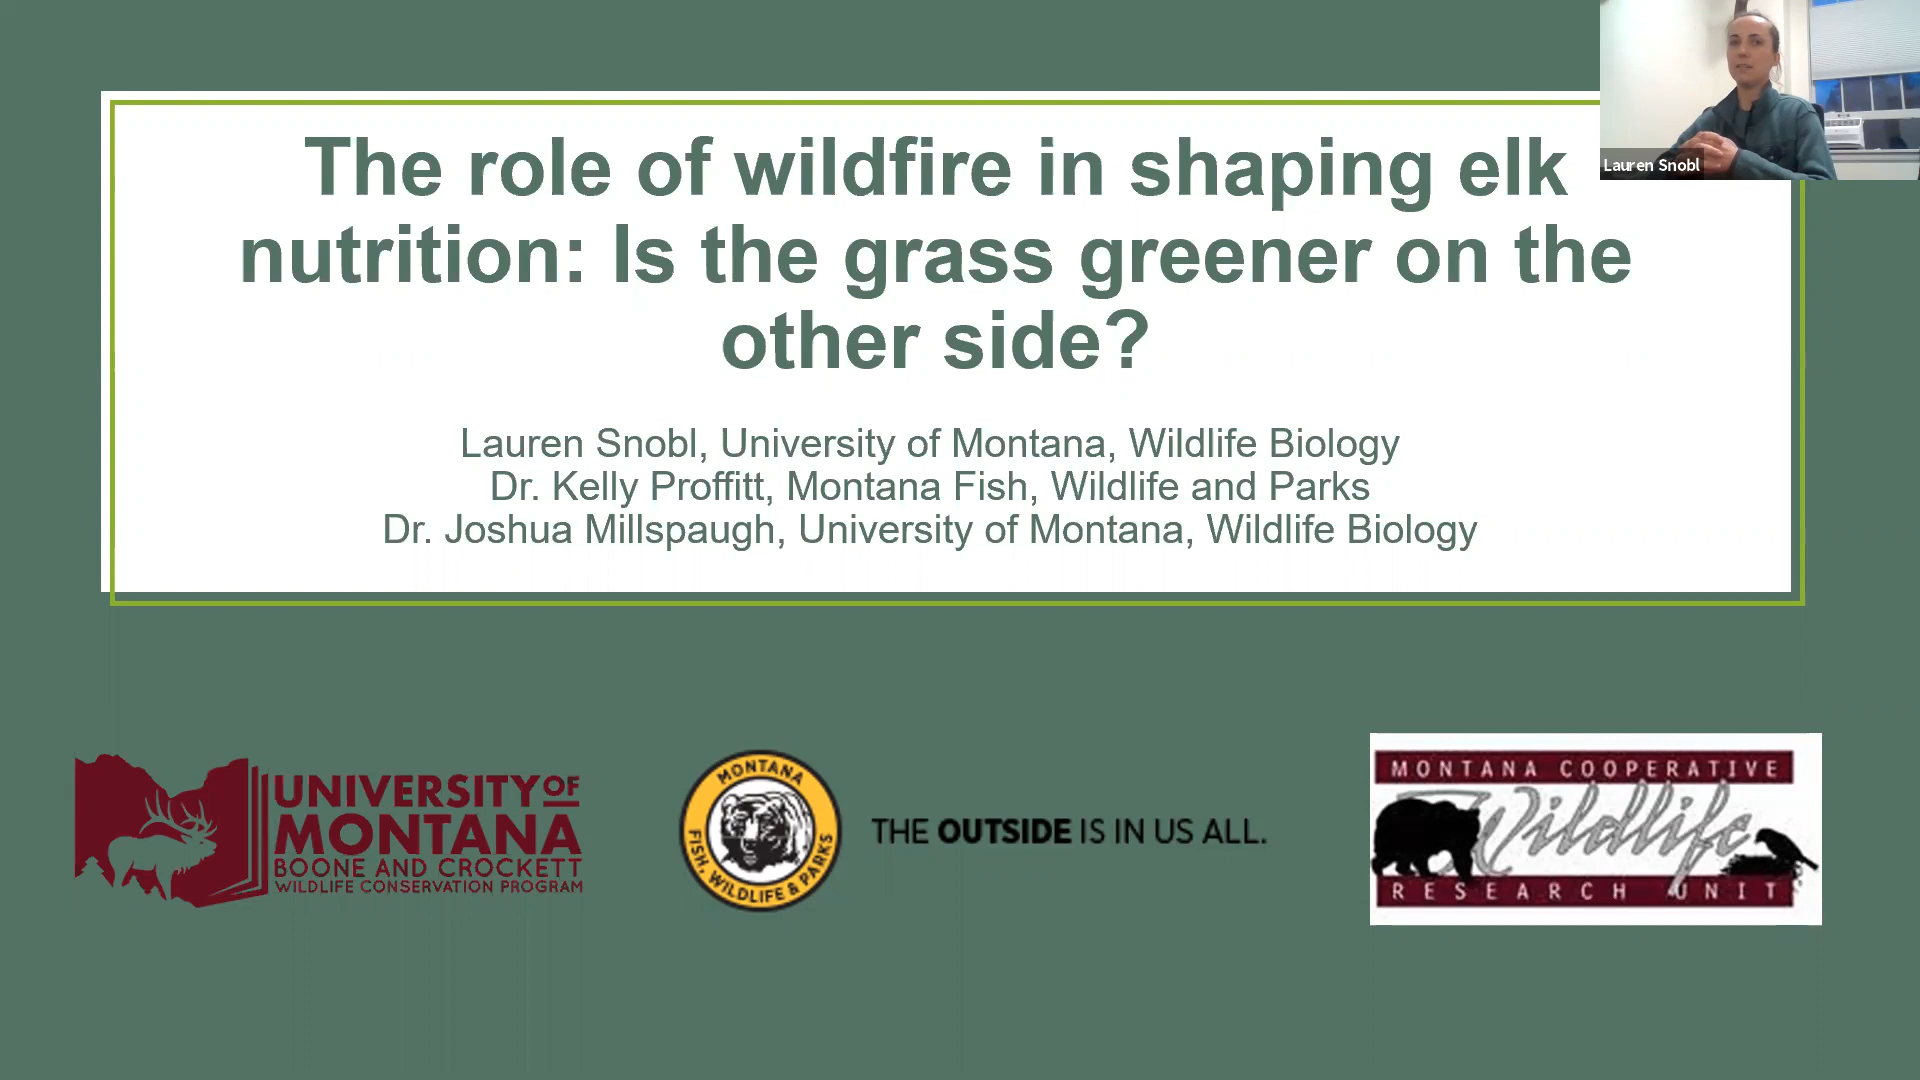 The role of wildfire in shaping elk
nutrition: Is the grass greener on the
other side?
Lauren Snobl
Lauren Snobl, University of Montana, Wildlife Biology
Dr. Kelly Proffitt, Montana Fish, Wildlife and Parks
Dr. Joshua Millspaugh, University of Montana, Wildlife Biology
UNIVERSITY OF
MONTANA
BOONE AND CROCKETT
WILDLIFE CONSERVATION PROGRAM
MONTANA
FISH, WILDLIFE & PARKS
THE OUTSIDE IS IN US ALL.
MONTANA COOPERATIVE
Wildlife
RESEARCH UNIT